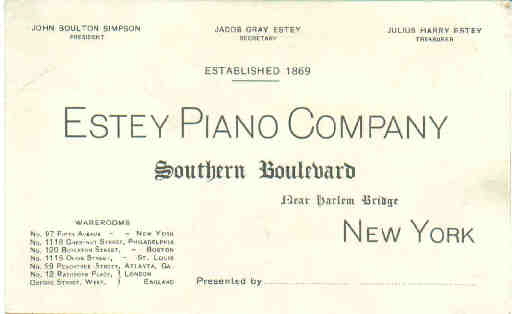 JOHN BOULTON SIMPSON
PRESIDENT
JACOB GRAY ESTEY
SECRETARY
JULIUS HARRY ESTEY
TREASURER
ESTABLISHED 1869
ESTEY PIANO COMPANY
Southern Boulevard
Near Harlem Bridge
NEW YORK
WAREROOMS
No. 97 FIFTH AVENUE - - NEW YORK
No. 1118 CHESTNUT STREET, PHILADELPHIA
No. 120 BOYLSTON STREET, - BOSTON
No. 1116 OLIVE STREET, - ST. LOUIS
No. 99 PEACHTREE STREET, ATLANTA, GA.
No. 12 RATHBONE PLACE, } LONDON
OXFORD STREET, WEST, } ENGLAND
Presented by